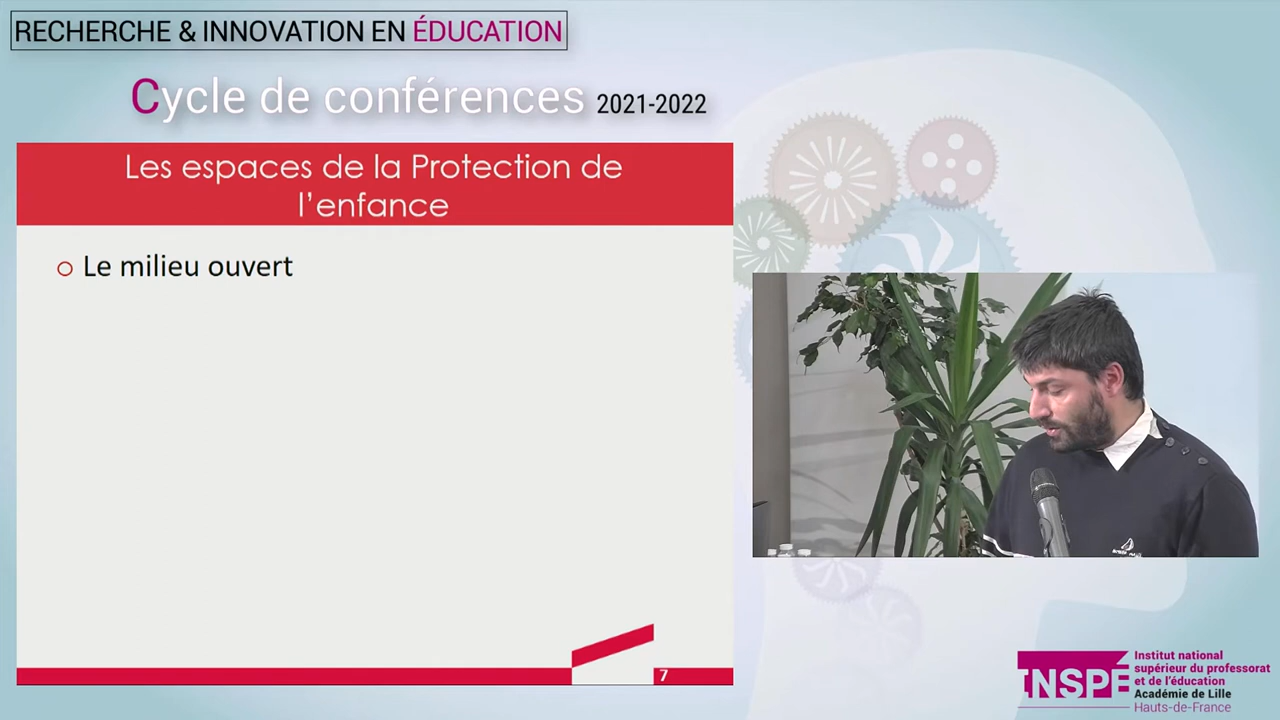 RECHERCHE & INNOVATION EN ÉDUCATION
Cycle de conférences 2021-2022
Les espaces de la Protection de
l'enfance
Le milieu ouvert
7
INSPE
Institut national
supérieur du professorat
et de l'éducation
Académie de Lille
Hauts-de-France